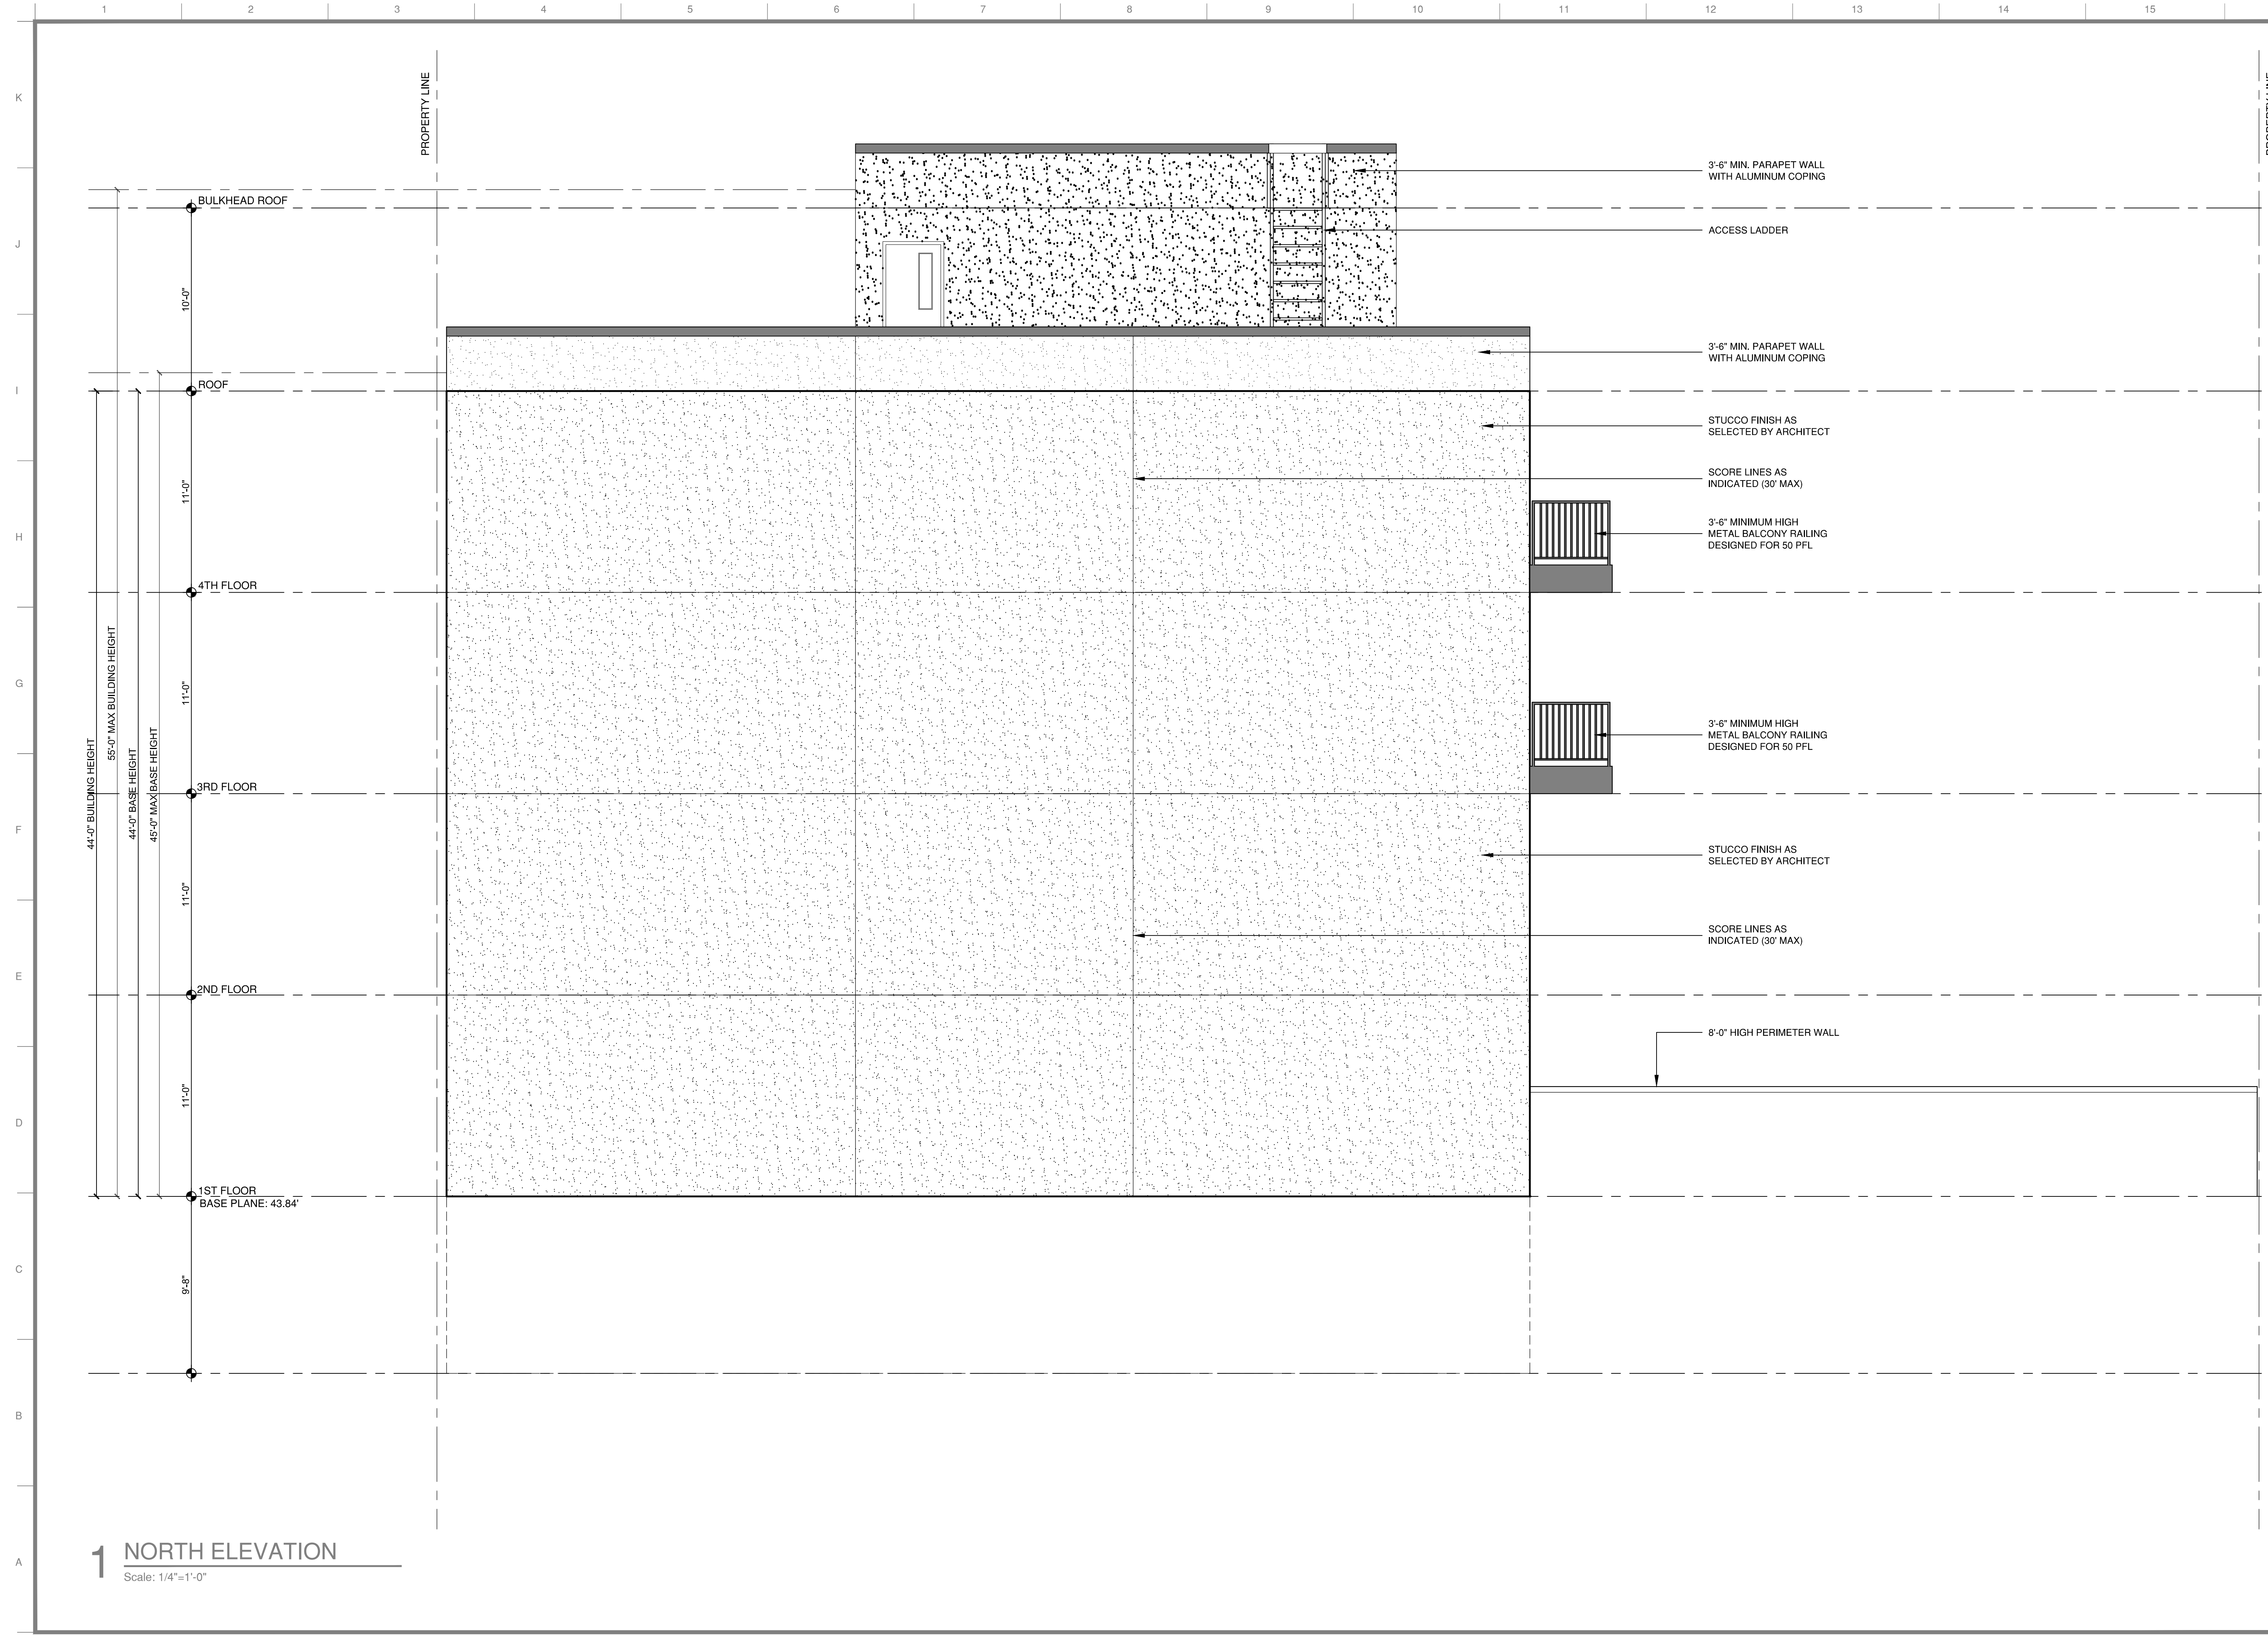 1 2 3 4 5 6 7 8 9 10 11 12 13 14 15
K
J
I
H
G
F
E
D
C
B
A
PROPERTY LINE
PROPERTY LINE
BULKHEAD ROOF
10'-0"
ROOF
11'-0"
4TH FLOOR
11'-0"
3RD FLOOR
11'-0"
2ND FLOOR
11'-0"
1ST FLOOR
BASE PLANE: 43.84'
9'-8"
44'-0" BUILDING HEIGHT
55'-0" MAX BUILDING HEIGHT
44'-0" BASE HEIGHT
45'-0" MAX BASE HEIGHT
3'-6" MIN. PARAPET WALL
WITH ALUMINUM COPING
ACCESS LADDER
3'-6" MIN. PARAPET WALL
WITH ALUMINUM COPING
STUCCO FINISH AS
SELECTED BY ARCHITECT
SCORE LINES AS
INDICATED (30' MAX)
3'-6" MINIMUM HIGH
METAL BALCONY RAILING
DESIGNED FOR 50 PFL
3'-6" MINIMUM HIGH
METAL BALCONY RAILING
DESIGNED FOR 50 PFL
STUCCO FINISH AS
SELECTED BY ARCHITECT
SCORE LINES AS
INDICATED (30' MAX)
8'-0" HIGH PERIMETER WALL
1 NORTH ELEVATION
Scale: 1/4"=1'-0"